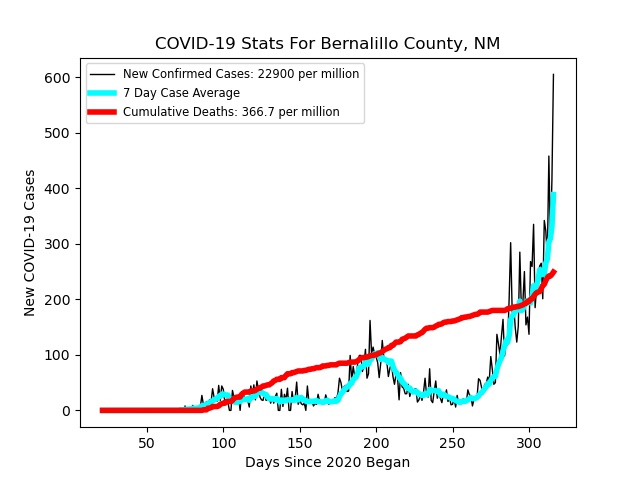 COVID-19 Stats For Bernalillo County, NM
New Confirmed Cases: 22900 per million
7 Day Case Average
Cumulative Deaths: 366.7 per million
New COVID-19 Cases
600
500
400
300
200
100
0
50 100 150 200 250 300
Days Since 2020 Began